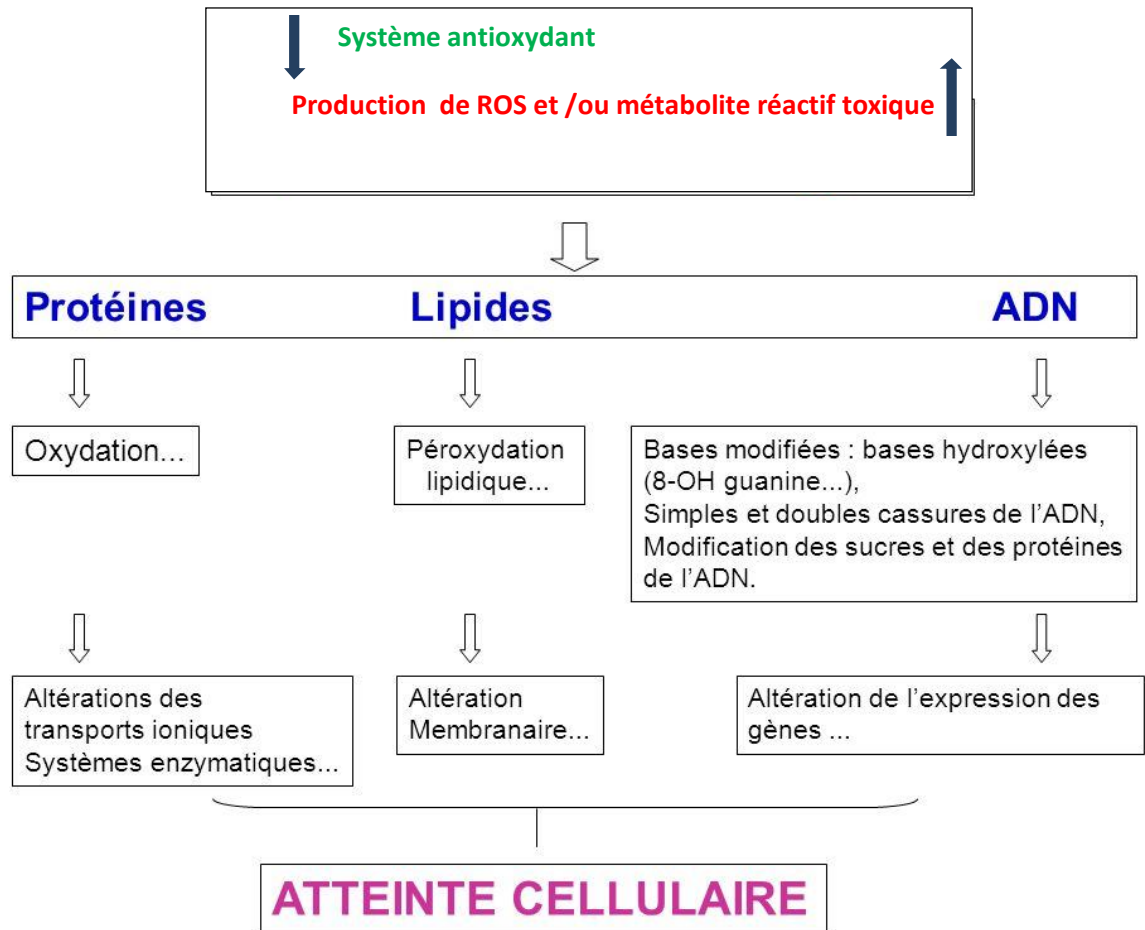 Système antioxydant
Production de ROS et /ou métabolite réactif toxique
Protéines Lipides ADN
Oxydation...
Péroxydation
lipidique...
Bases modifiées : bases hydroxylées
(8-OH guanine...),
Simples et doubles cassures de l'ADN,
Modification des sucres et des protéines
de l'ADN.
Altérations des
transports ioniques
Systèmes enzymatiques...
Altération
Membranaire...
Altération de l'expression des
gènes ...
ATTEINTE CELLULAIRE